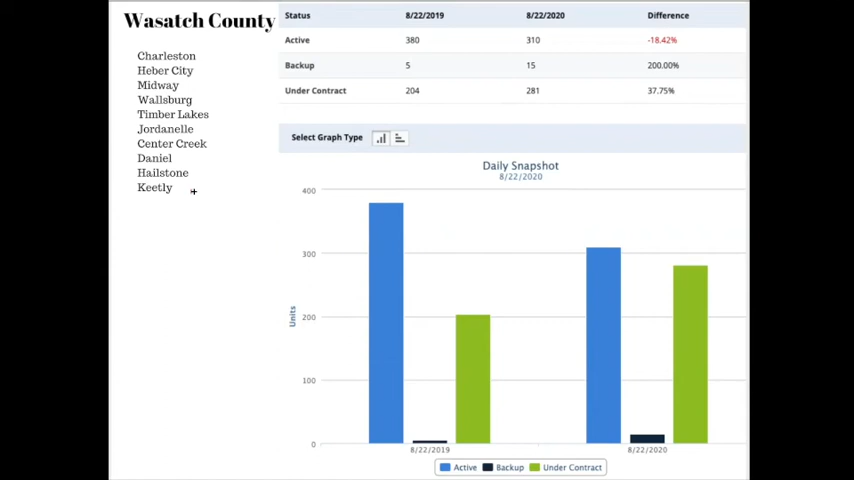 Wasatch County
Charleston
Heber City
Midway
Wallsburg
Timber Lakes
Jordanelle
Center Creek
Daniel
Hailstone
Keetly
Status 8/22/2019 8/22/2020 Difference
Active 380 310 -18.42%
Backup 5 15 200.00%
Under Contract 204 281 37.75%
Select Graph Type
Daily Snapshot
8/22/2020
400
300
200
100
0
Units
8/22/2019 8/22/2020
Active Backup Under Contract